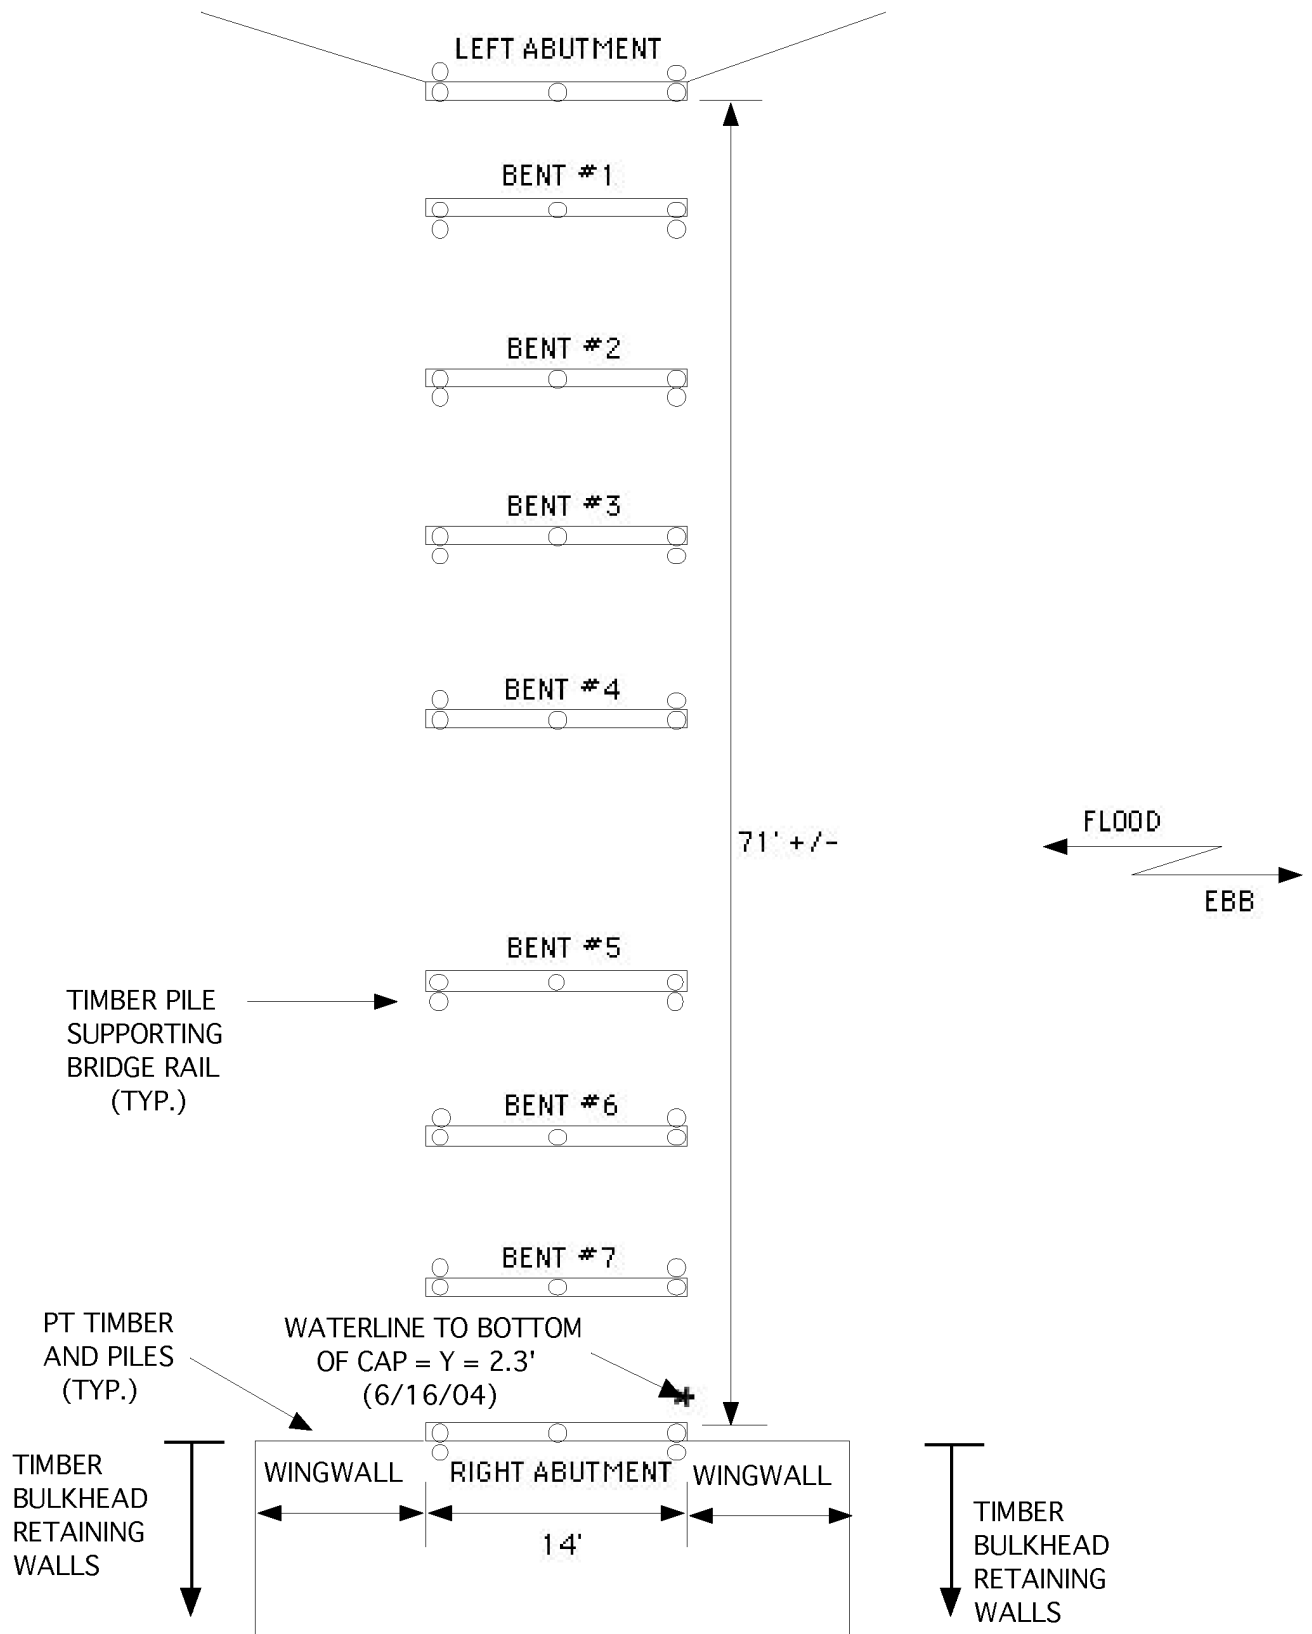 LEFT ABUTMENT
BENT #1
BENT #2
BENT #3
BENT #4
FLOOD
71' +/-
EBB
BENT #5
TIMBER PILE
SUPPORTING
BRIDGE RAIL
(TYP.)
BENT #6
BENT #7
PT TIMBER
AND PILES
(TYP.)
WATERLINE TO BOTTOM
OF CAP = Y = 2.3'
(6/16/04)
TIMBER
BULKHEAD
RETAINING
WALLS
WINGWALL
RIGHT ABUTMENT
WINGWALL
14'
TIMBER
BULKHEAD
RETAINING
WALLS